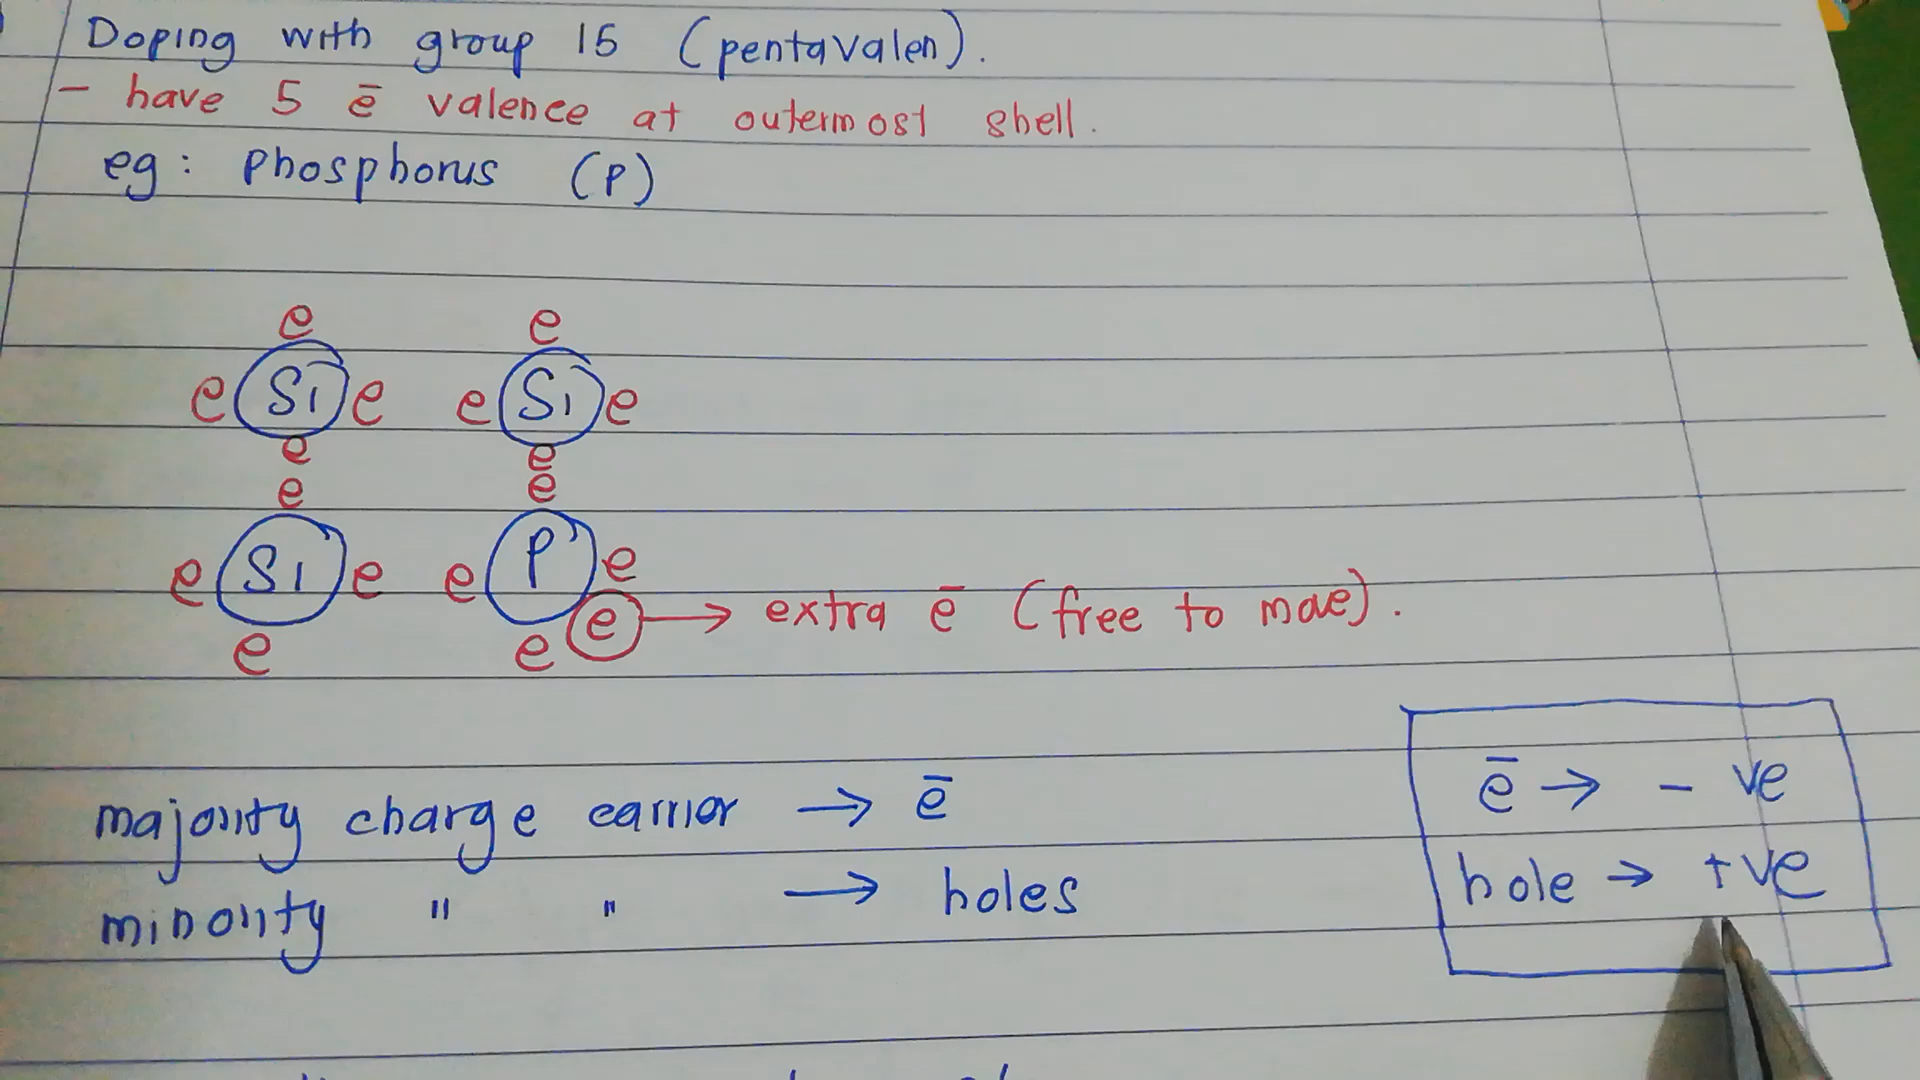 Doping with group 15 (pentavalen).
- have 5 ē valence at outermost shell.
eg: Phosphorus (P)
e e
e Si e e Si e
e e
e e
e Si e e P e
e e e → extra ē (free to move).
majority charge carrier → ē
minority " " → holes
ē → - ve
hole → +ve